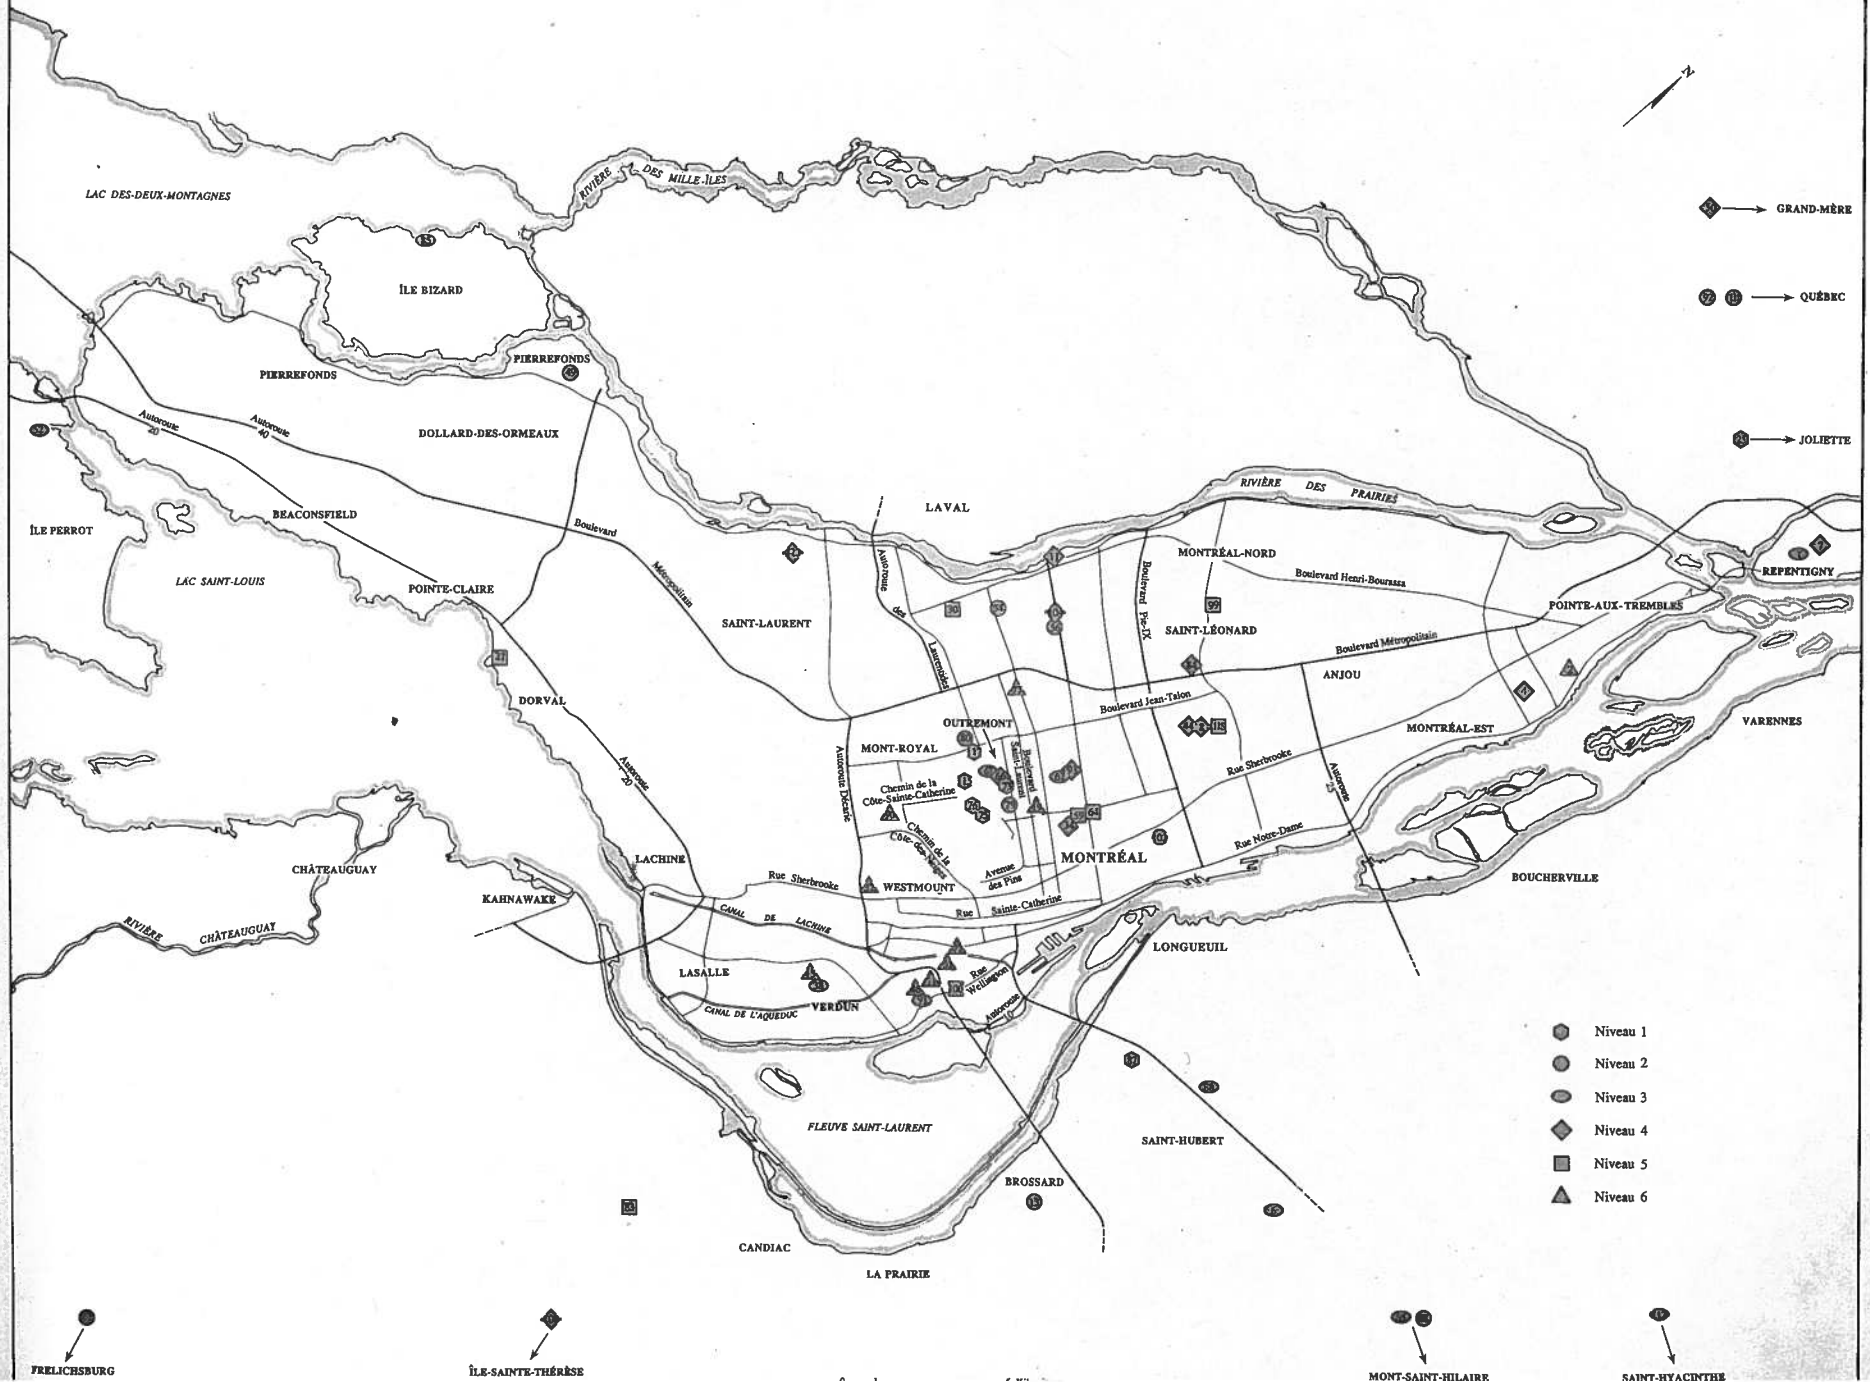 N
LAC DES-DEUX-MONTAGNES
RIVIÈRE DES MILLE-ÎLES
GRAND-MÈRE
ÎLE BIZARD
QUÉBEC
PIERREFONDS
PIERREFONDS
Autoroute
20
Autoroute
40
DOLLARD-DES-ORMEAUX
JOLIETTE
RIVIÈRE DES PRAIRIES
LAVAL
BEACONSFIELD
ÎLE PERROT
Boulevard
Métropolitain
LAC SAINT-LOUIS
POINTE-CLAIRE
Autoroute
des
Laurentides
MONTRÉAL-NORD
Boulevard Henri-Bourassa
REPENTIGNY
Boulevard Pie-IX
POINTE-AUX-TREMBLES
30
99
SAINT-LAURENT
SAINT-LÉONARD
Boulevard Métropolitain
ANJOU
DORVAL
Boulevard Jean-Talon
OUTREMONT
MONTRÉAL-EST
VARENNES
MONT-ROYAL
Autoroute Décarie
Boulevard
Saint-Laurent
Rue Sherbrooke
Autoroute
20
Autoroute
25
Chemin de la
Côte-Sainte-Catherine
64
Chemin de la
Côte-des-Neiges
Rue Notre-Dame
LACHINE
MONTRÉAL
CHÂTEAUGUAY
Avenue
des Pins
Rue Sherbrooke
WESTMOUNT
BOUCHERVILLE
KAHNAWAKE
Rue Sainte-Catherine
CANAL DE LACHINE
RIVIÈRE CHÂTEAUGUAY
LONGUEUIL
LASALLE
Rue
Wellington
VERDUN
CANAL DE L'AQUEDUC
Autoroute
10
Niveau 1
Niveau 2
Niveau 3
Niveau 4
Niveau 5
Niveau 6
FLEUVE SAINT-LAURENT
SAINT-HUBERT
BROSSARD
CANDIAC
LA PRAIRIE
FRELICHSBURG
ÎLE-SAINTE-THÉRÈSE
MONT-SAINT-HILAIRE
SAINT-HYACINTHE